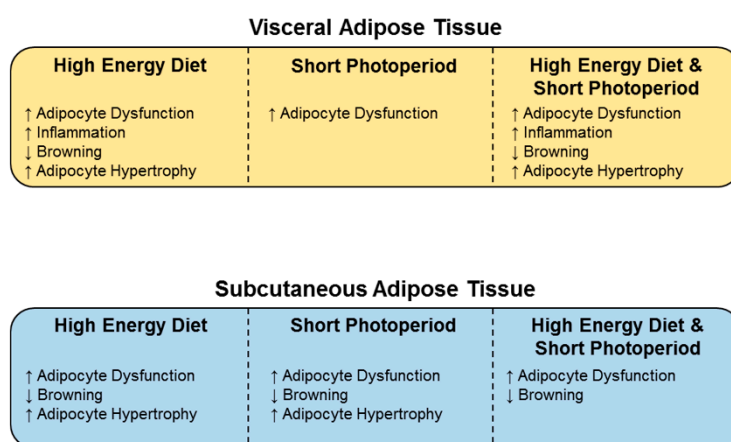 Visceral Adipose Tissue
High Energy Diet
↑ Adipocyte Dysfunction
↑ Inflammation
↓ Browning
↑ Adipocyte Hypertrophy
Short Photoperiod
↑ Adipocyte Dysfunction
High Energy Diet &
Short Photoperiod
↑ Adipocyte Dysfunction
↑ Inflammation
↓ Browning
↑ Adipocyte Hypertrophy
Subcutaneous Adipose Tissue
High Energy Diet
↑ Adipocyte Dysfunction
↓ Browning
↑ Adipocyte Hypertrophy
Short Photoperiod
↑ Adipocyte Dysfunction
↓ Browning
↑ Adipocyte Hypertrophy
High Energy Diet &
Short Photoperiod
↑ Adipocyte Dysfunction
↓ Browning